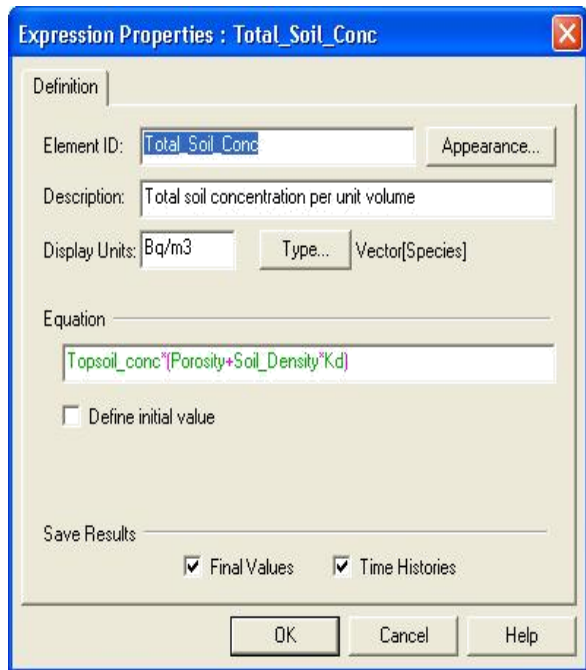 Expression Properties : Total_Soil_Conc
Definition
Element ID: Total_Soil_Conc Appearance...
Description: Total soil concentration per unit volume
Display Units: Bq/m3 Type... Vector[Species]
Equation
Topsoil_conc*(Porosity+Soil_Density*Kd)
Define initial value
Save Results
Final Values Time Histories
OK Cancel Help